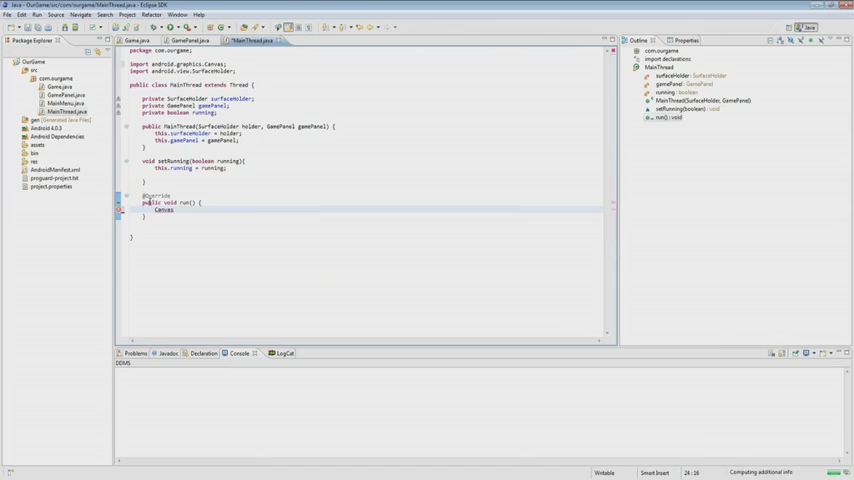 Java - OurGame/src/com/ourgame/MainThread.java - Eclipse SDK
File Edit Source Refactor Navigate Search Project Run Window Help
Java
Package Explorer
OurGame
src
com.ourgame
Game.java
GamePanel.java
MainMenu.java
MainThread.java
gen [Generated Java Files]
Android 4.0.3
Android Dependencies
assets
bin
res
AndroidManifest.xml
proguard-project.txt
project.properties
Game.java GamePanel.java *MainThread.java
package com.ourgame;
import android.graphics.Canvas;
import android.view.SurfaceHolder;
public class MainThread extends Thread {
private SurfaceHolder surfaceHolder;
private GamePanel gamePanel;
private boolean running;
public MainThread(SurfaceHolder holder, GamePanel gamePanel) {
this.surfaceHolder = holder;
this.gamePanel = gamePanel;
}
void setRunning(boolean running){
this.running = running;
}
@Override
public void run() {
Canvas
}
}
Outline Properties
com.ourgame
import declarations
MainThread
surfaceHolder : SurfaceHolder
gamePanel : GamePanel
running : boolean
MainThread(SurfaceHolder, GamePanel)
setRunning(boolean) : void
run() : void
Problems Javadoc Declaration Console LogCat
DDMS
Writable Smart Insert 24 : 16 Computing additional info